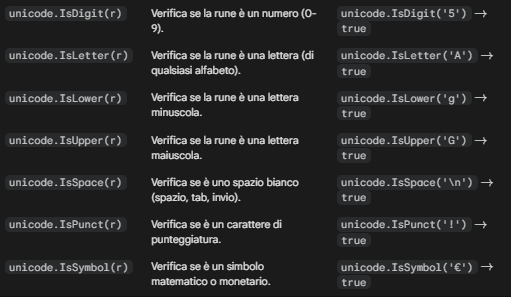 unicode.IsDigit(r) Verifica se la rune è un numero (0- unicode.IsDigit('5') →
9). true
unicode.IsLetter(r) Verifica se la rune è una lettera (di unicode.IsLetter('A') →
qualsiasi alfabeto). true
unicode.IsLower(r) Verifica se la rune è una lettera unicode.IsLower('g') →
minuscola. true
unicode.IsUpper(r) Verifica se la rune è una lettera unicode.IsUpper('G') →
maiuscola. true
unicode.IsSpace(r) Verifica se è uno spazio bianco unicode.IsSpace('\n') →
(spazio, tab, invio). true
unicode.IsPunct(r) Verifica se è un carattere di unicode.IsPunct('!') →
punteggiatura. true
unicode.IsSymbol(r) Verifica se è un simbolo unicode.IsSymbol('€') →
matematico o monetario. true